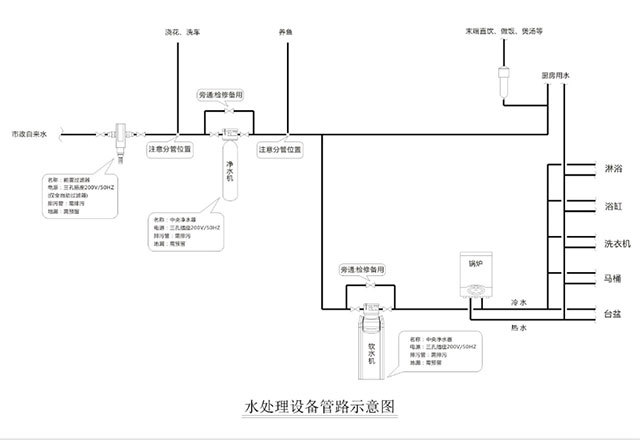 浇花、洗车
养鱼
末端直饮、做饭、煲汤等
旁通:检修备用
厨房用水
市政自来水
注意分管位置
注意分管位置
净水机
名称：前置过滤器
电源：三孔插座200V/50HZ
(仅全自动过滤器)
排污管：需排污
地漏：需预留
名称：中央净水器
电源：三孔插座200V/50HZ
排污管：需排污
地漏：需预留
淋浴
浴缸
洗衣机
马桶
台盆
锅炉
旁通:检修备用
冷水
热水
软水机
名称：中央净水器
电源：三孔插座200V/50HZ
排污管：需排污
地漏：需预留
水处理设备管路示意图